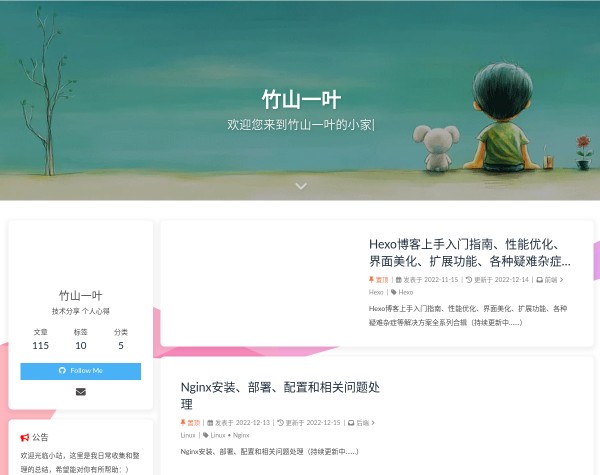 竹山一叶
欢迎您来到竹山一叶的小家|
竹山一叶
技术分享 个人心得
文章 标签 分类
115 10 5
Follow Me
公告
欢迎光临小站，这里是我日常收集和整
理的总结，希望能对你有所帮助：）
Hexo博客上手入门指南、性能优化、
界面美化、扩展功能、各种疑难杂症...
置顶 | 发表于 2022-11-15 | 更新于 2022-12-14 | 前端
Hexo | Hexo
Hexo博客上手入门指南、性能优化、界面美化、扩展功能、各种
疑难杂症等解决方案全系列合辑（持续更新中……）
Nginx安装、部署、配置和相关问题处
理
置顶 | 发表于 2022-12-13 | 更新于 2022-12-15 | 后端
Linux | Linux • Nginx
Nginx安装、部署、配置和相关问题处理（持续更新中……）